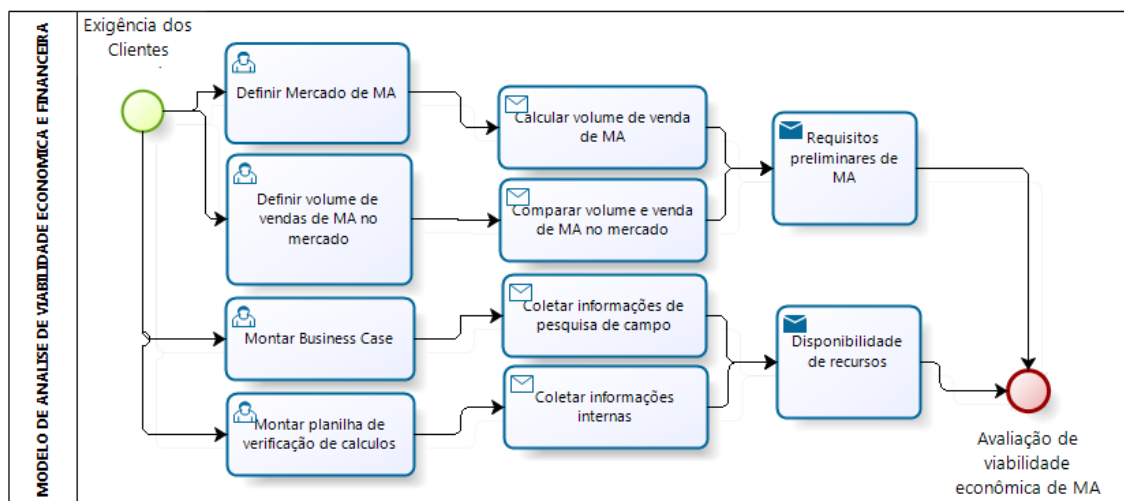 MODELO DE ANALISE DE VIABILIDADE ECONOMICA E FINANCEIRA
Exigência dos
Clientes
Definir Mercado de MA
Calcular volume de venda
de MA
Requisitos
preliminares de
MA
Definir volume de
vendas de MA no
mercado
Comparar volume e venda
de MA no mercado
Montar Business Case
Coletar informações de
pesquisa de campo
Disponibilidade
de recursos
Montar planilha de
verificação de calculos
Coletar informações
internas
Avaliação de
viabilidade
econômica de MA